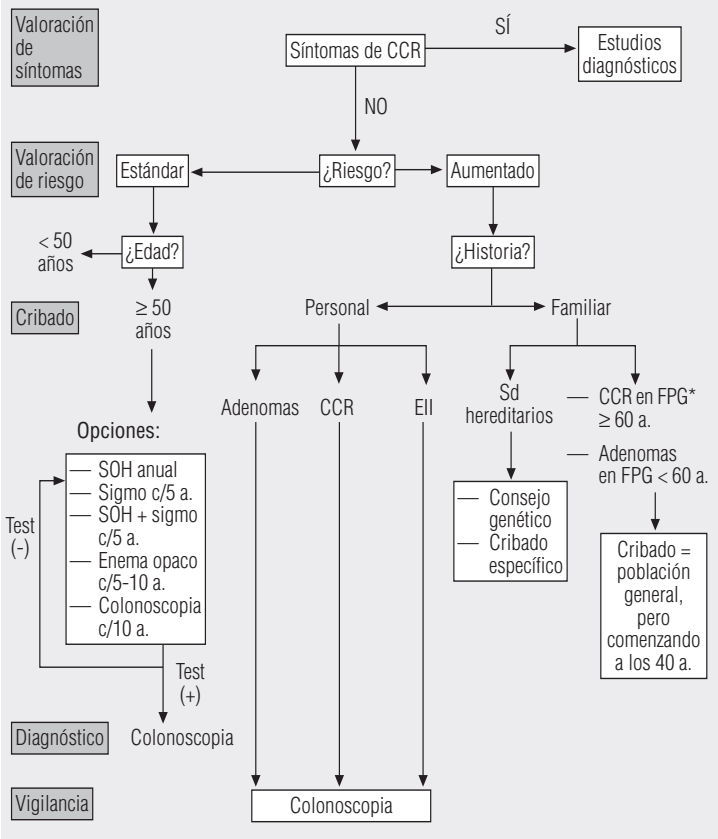 Valoración
de
síntomas
Síntomas de CCR
SÍ
Estudios
diagnósticos
NO
Valoración
de riesgo
Estándar
¿Riesgo?
Aumentado
< 50
años
¿Edad?
¿Historia?
Cribado
≥ 50
años
Personal
Familiar
Adenomas
CCR
EII
Sd
hereditarios
— CCR en FPG*
≥ 60 a.
— Adenomas
en FPG < 60 a.
Opciones:
— SOH anual
— Sigmo c/5 a.
— SOH + sigmo
c/5 a.
— Enema opaco
c/5-10 a.
— Colonoscopia
c/10 a.
Test
(-)
— Consejo
genético
— Cribado
específico
Cribado =
población
general,
pero
comenzando
a los 40 a.
Test
(+)
Diagnóstico
Colonoscopia
Vigilancia
Colonoscopia